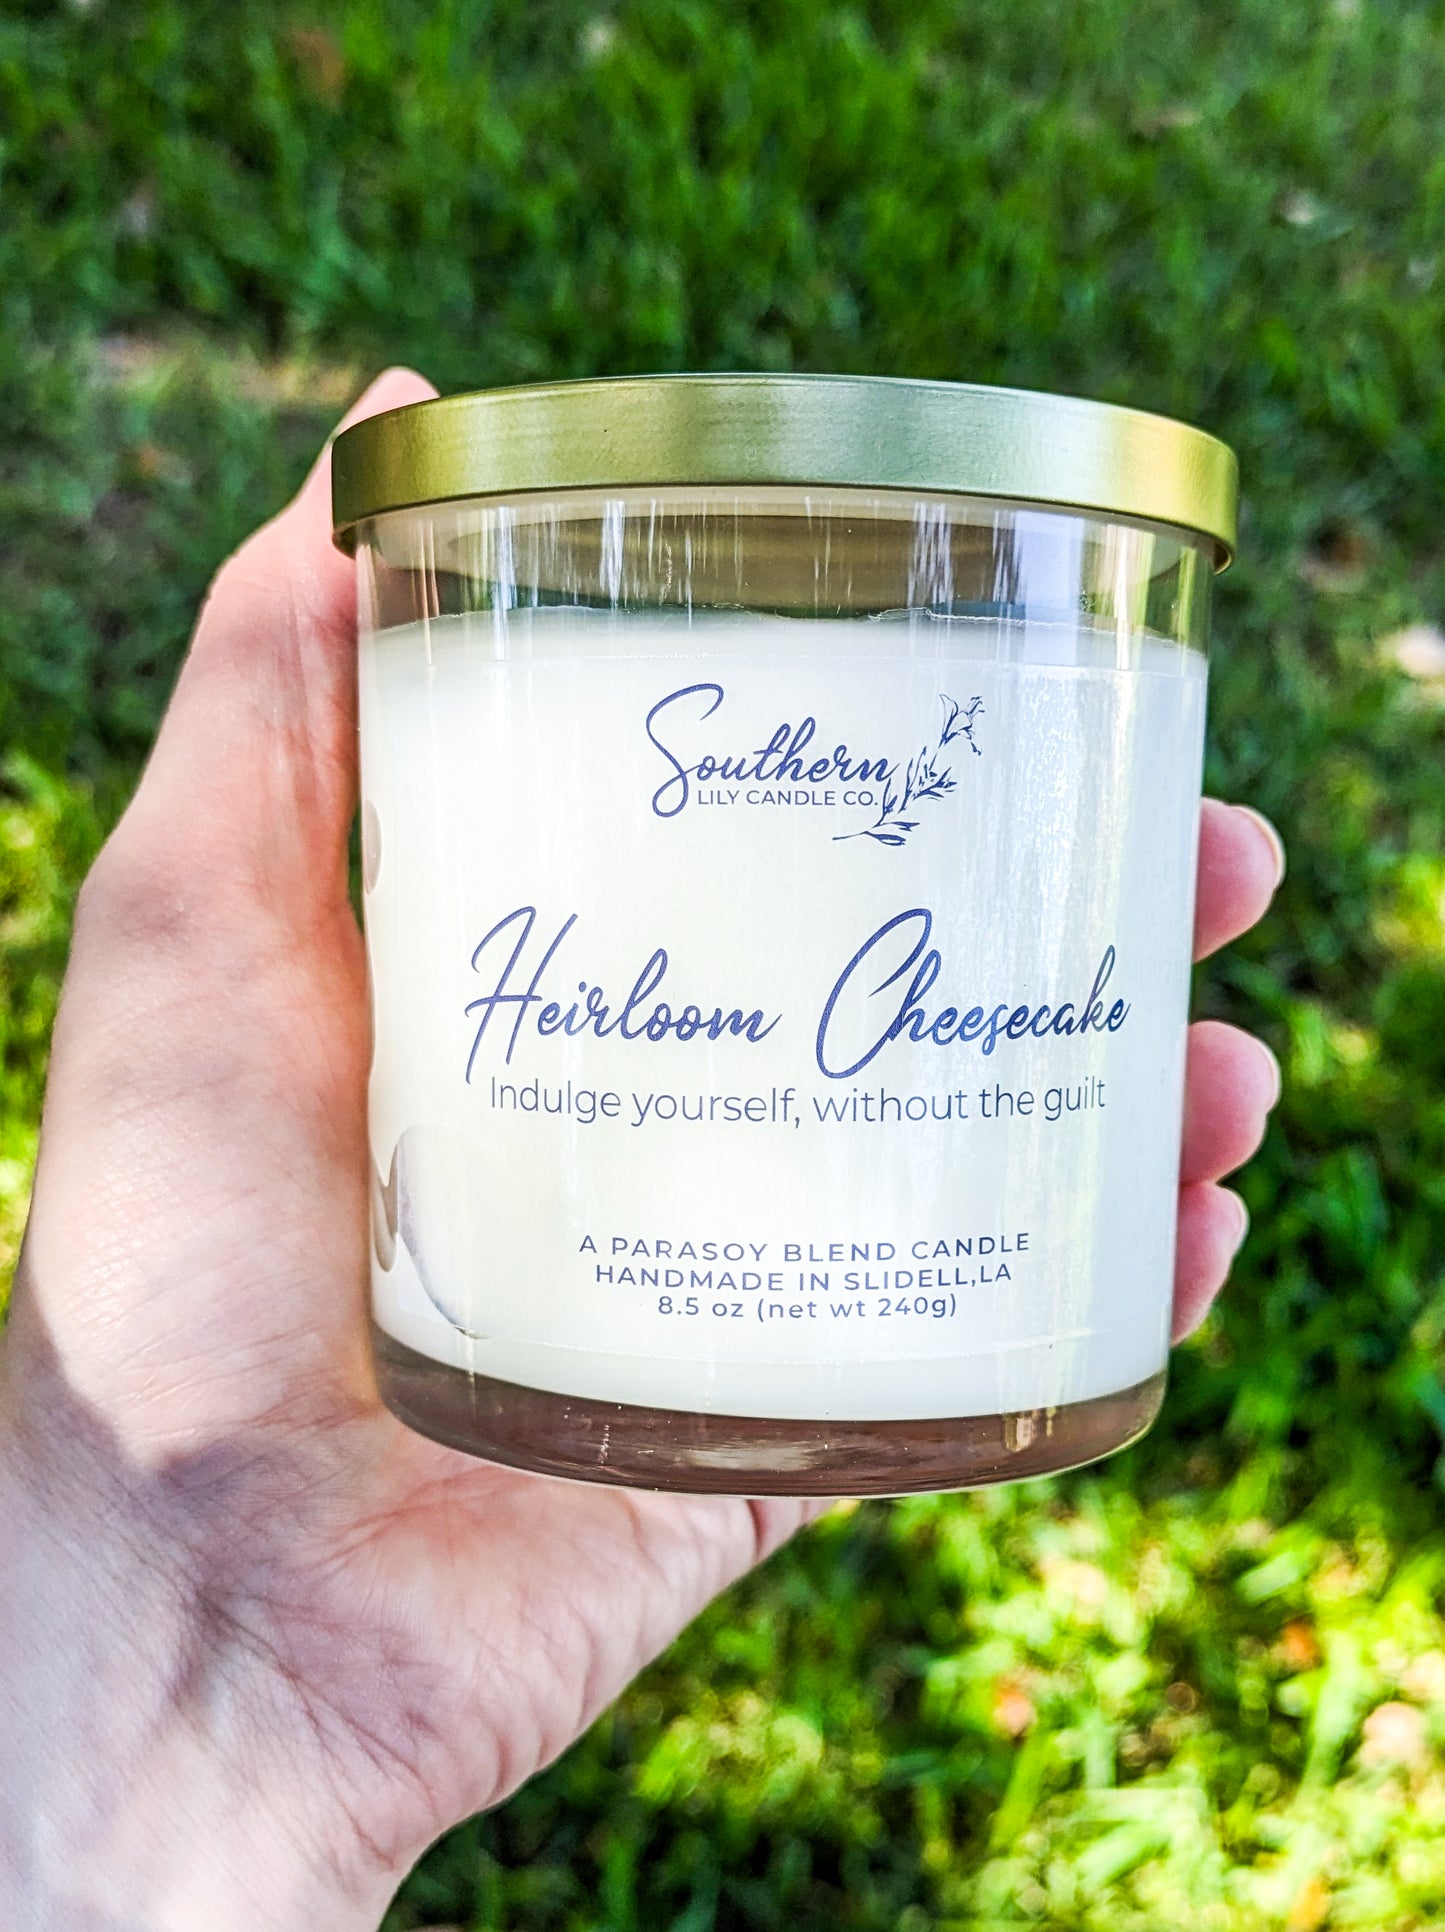 Southern
LILY CANDLE CO.
Heirloom Cheesecake
Indulge yourself, without the guilt
A PARASOY BLEND CANDLE
HANDMADE IN SLIDELL,LA
8.5 oz (net wt 240g)